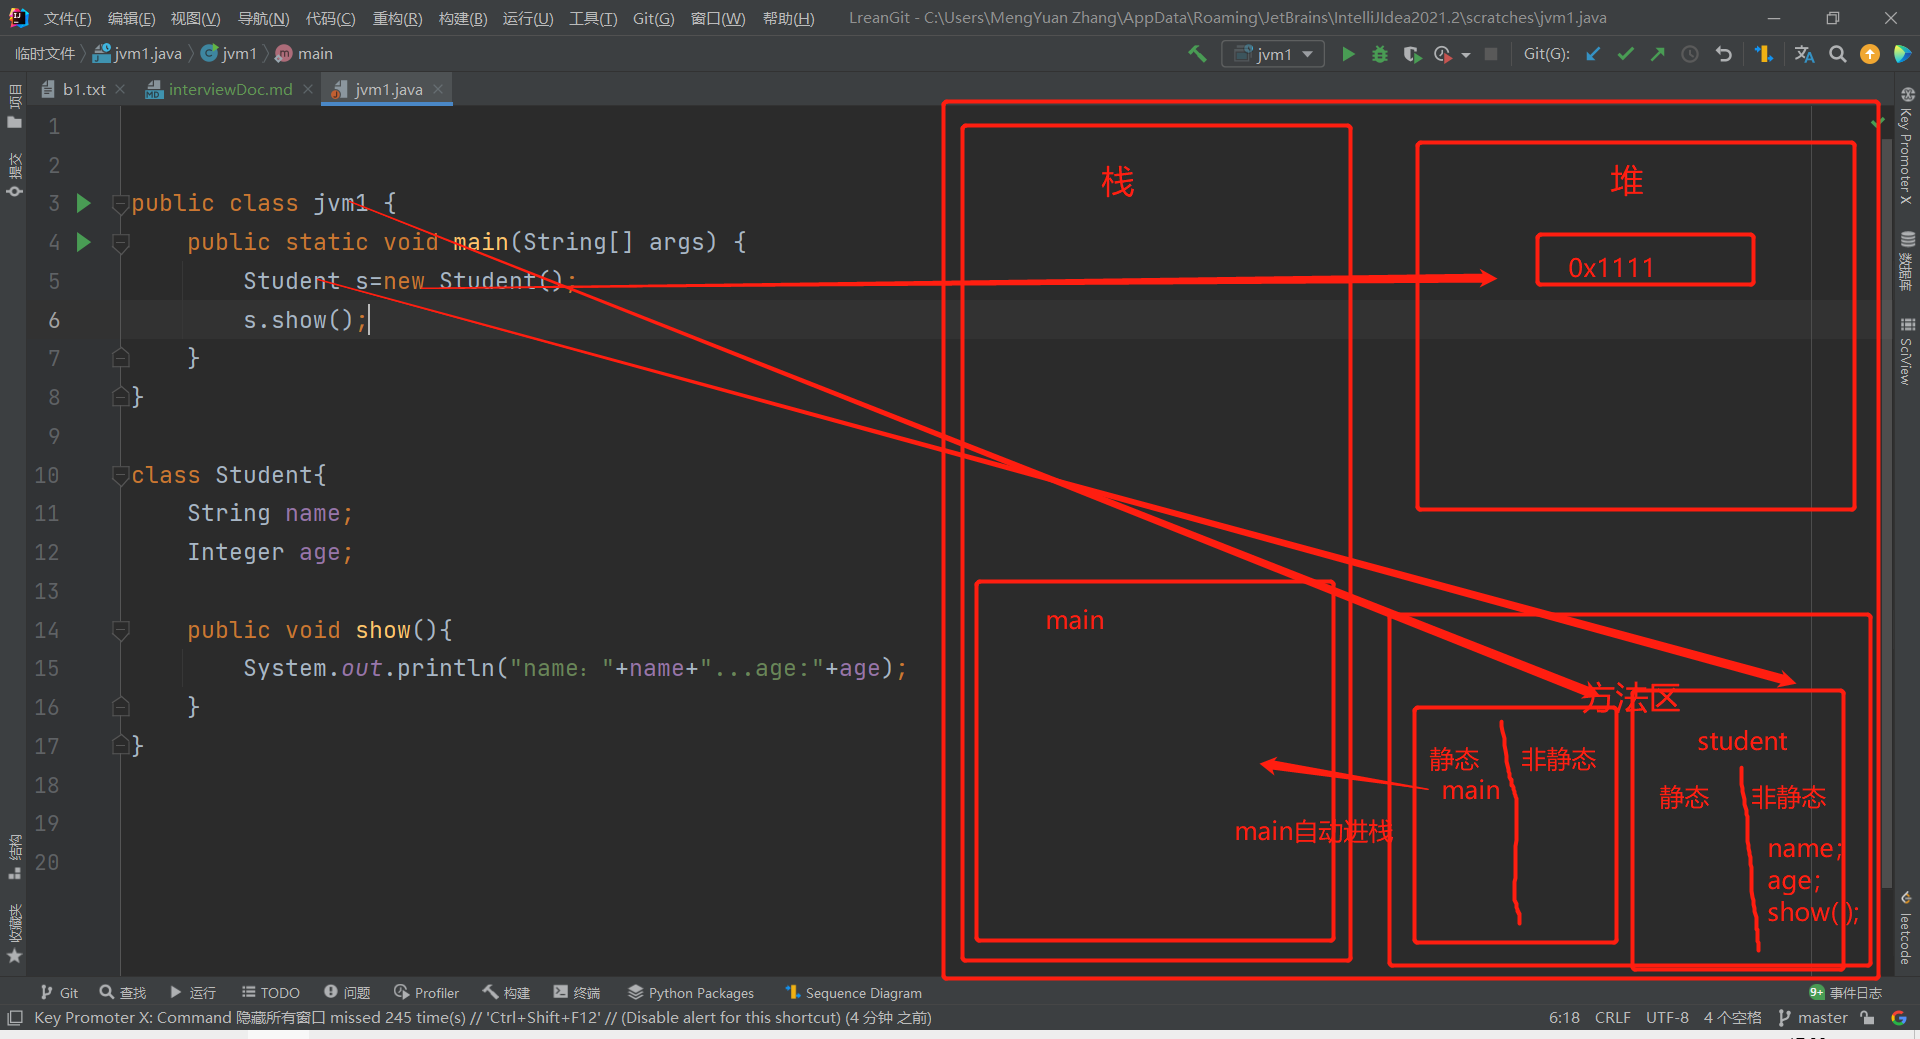 文件(F) 编辑(E) 视图(V) 导航(N) 代码(C) 重构(R) 构建(B) 运行(U) 工具(T) Git(G) 窗口(W) 帮助(H) LreanGit - C:\Users\MengYuan Zhang\AppData\Roaming\JetBrains\IntelliJIdea2021.2\scratches\jvm1.java
临时文件 jvm1.java jvm1 main jvm1 Git(G):
b1.txt interviewDoc.md jvm1.java
项目
提交
结构
收藏夹
1
2
3 public class jvm1 {
4 public static void main(String[] args) {
5 Student s=new Student();
6 s.show();
7 }
8 }
9
10 class Student{
11 String name;
12 Integer age;
13
14 public void show(){
15 System.out.println("name: "+name+"...age:"+age);
16 }
17 }
18
19
20
栈
堆
0x1111
main
方法区
静态 非静态
main
main自动进栈
student
静态 非静态
name;
age;
show();
Key Promoter X
数据库
SciView
leetcode
Git 查找 运行 TODO 问题 Profiler 构建 终端 Python Packages Sequence Diagram 9+ 事件日志
Key Promoter X: Command 隐藏所有窗口 missed 245 time(s) // 'Ctrl+Shift+F12' // (Disable alert for this shortcut) (4 分钟 之前) 6:18 CRLF UTF-8 4 个空格 master